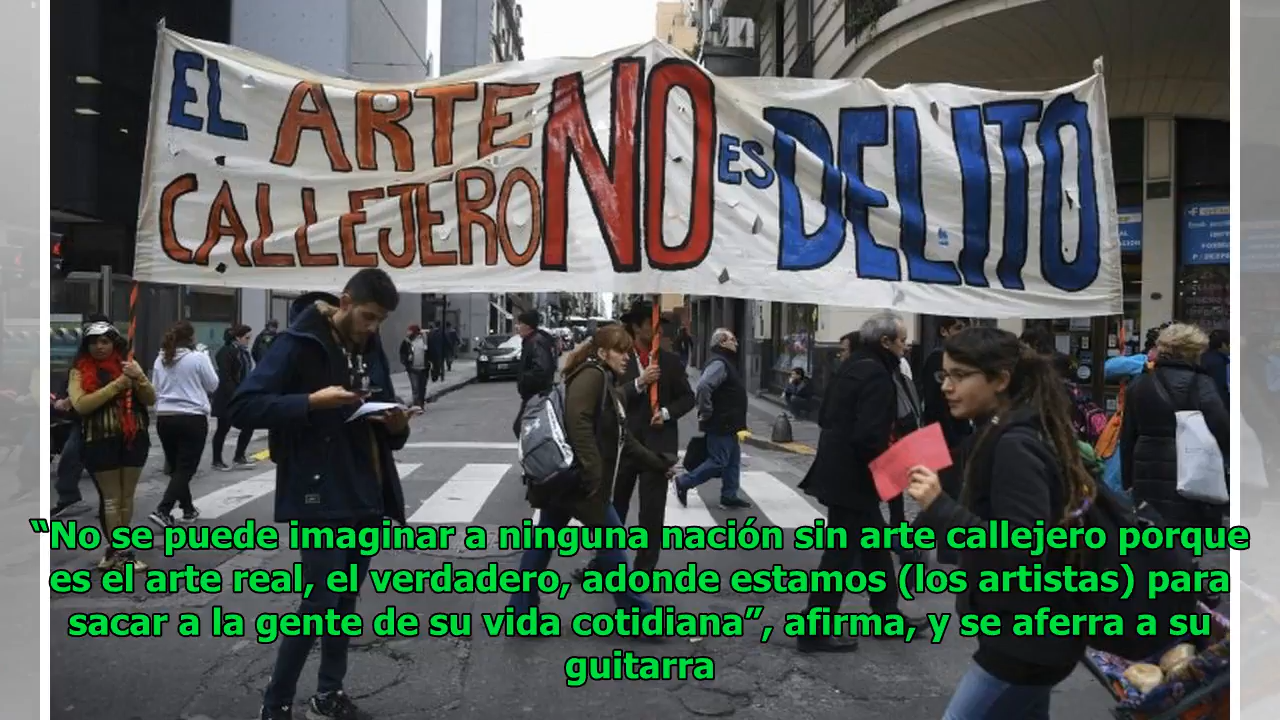 EL ARTE NO ES DELITO
CALLEJERO
“No se puede imaginar a ninguna nación sin arte callejero porque
es el arte real, el verdadero, adonde estamos (los artistas) para
sacar a la gente de su vida cotidiana”, afirma, y se aferra a su
guitarra